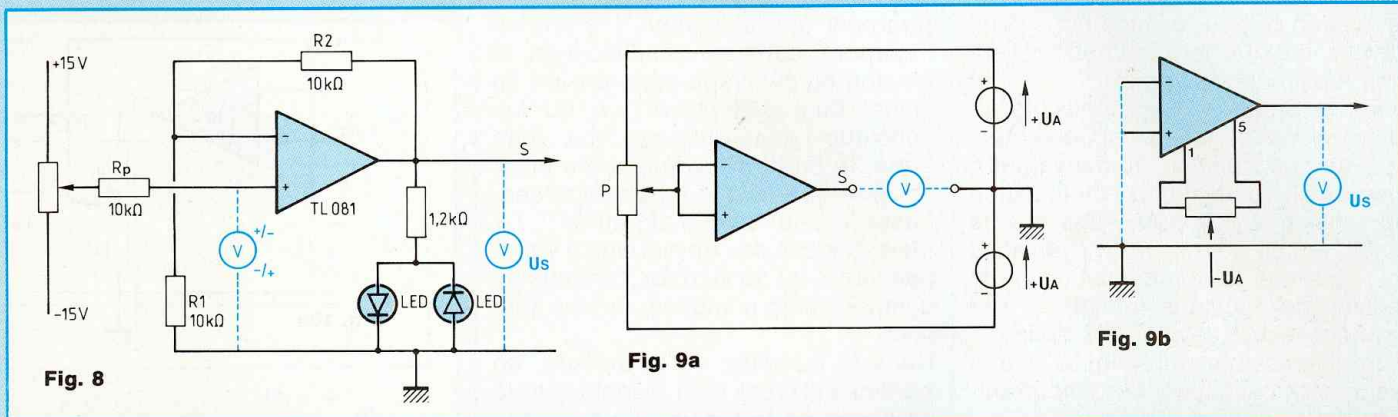 R2
10kΩ
+15V
Rp
10kΩ
-
+
TL 081
S
+/-
V
-/+
1,2kΩ
V
Us
LED
LED
R1
10kΩ
-15V
Fig. 8
P
-
+
S
V
+
-
+UA
+
-
+UA
Fig. 9a
-
+
1
5
V
Us
-UA
Fig. 9b